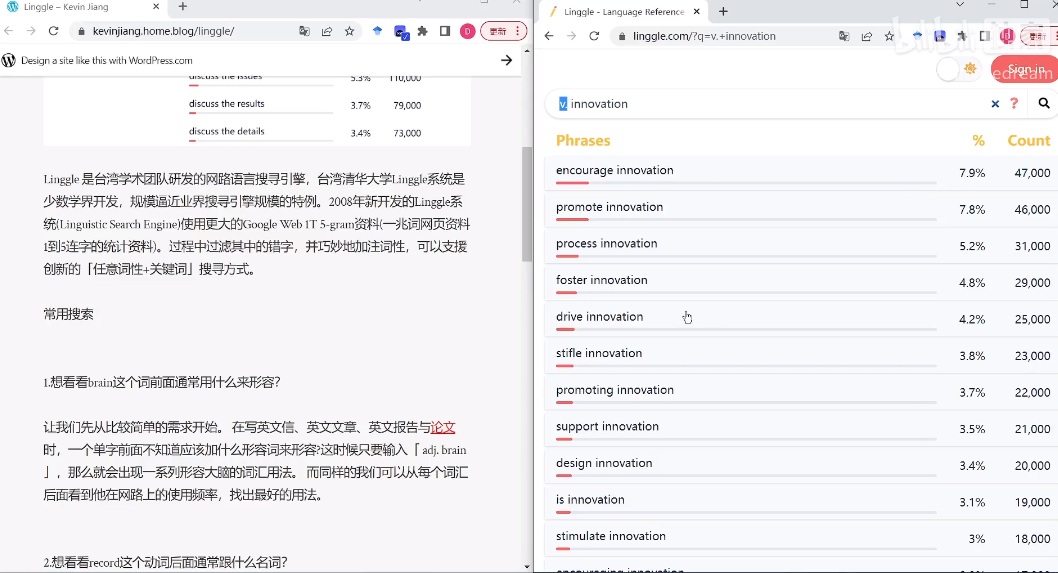 Linggle – Kevin Jiang
kevinjiang.home.blog/linggle/
D
更新
Design a site like this with WordPress.com
discuss the issues 5.3% 110,000
discuss the results 3.7% 79,000
discuss the details 3.4% 73,000
Linggle 是台湾学术团队研发的网路语言搜寻引擎，台湾清华大学Linggle系统是
少数学界开发，规模逼近业界搜寻引擎规模的特例。2008年新开发的Linggle系
统(Linguistic Search Engine)使用更大的Google Web 1T 5-gram资料(一兆词网页资料
1到5连字的统计资料)。过程中过滤其中的错字，并巧妙地加注词性，可以支援
创新的「任意词性+关键词」搜寻方式。
常用搜索
1.想看看brain这个词前面通常用什么来形容?
让我们先从比较简单的需求开始。 在写英文信、英文文章、英文报告与论文
时，一个单字前面不知道应该加什么形容词来形容?这时候只要输入「 adj. brain
」，那么就会出现一系列形容大脑的词汇用法。 而同样的我们可以从每个词汇
后面看到他在网路上的使用频率，找出最好的用法。
2.想看看record这个动词后面通常跟什么名词?
Linggle - Language Reference
linggle.com/?q=v.+innovation
更新
bilibili
Sign in
edream
v. innovation
Phrases % Count
encourage innovation 7.9% 47,000
promote innovation 7.8% 46,000
process innovation 5.2% 31,000
foster innovation 4.8% 29,000
drive innovation 4.2% 25,000
stifle innovation 3.8% 23,000
promoting innovation 3.7% 22,000
support innovation 3.5% 21,000
design innovation 3.4% 20,000
is innovation 3.1% 19,000
stimulate innovation 3% 18,000
encouraging innovation